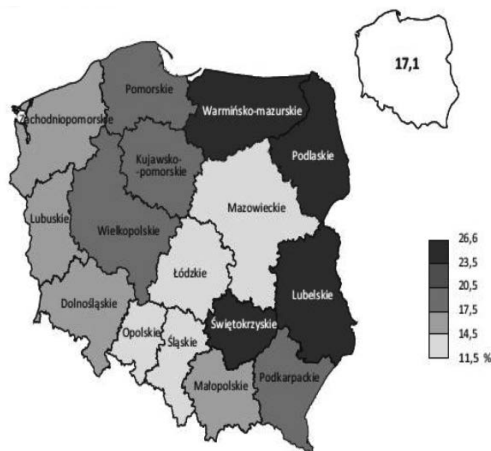 17,1
Pomorskie
Zachodniopomorskie
Warmińsko-mazurskie
Podlaskie
Kujawsko-
-pomorskie
Mazowieckie
Lubuskie
Wielkopolskie
Łódzkie
Dolnośląskie
Lubelskie
Opolskie
Śląskie
Świętokrzyskie
Małopolskie
Podkarpackie
26,6
23,5
20,5
17,5
14,5
11,5 %